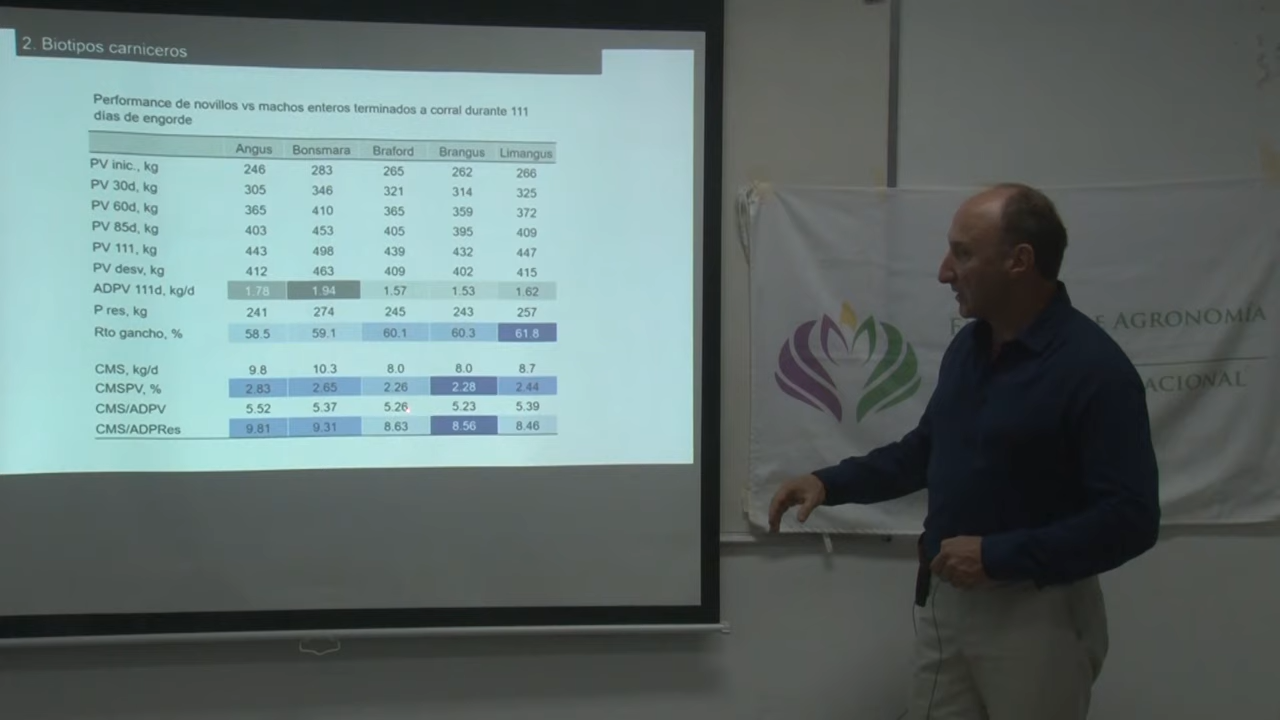 2. Biotipos carniceros
Performance de novillos vs machos enteros terminados a corral durante 111
días de engorde
Angus Bonsmara Braford Brangus Limangus
PV inic., kg 246 283 265 262 266
PV 30d, kg 305 346 321 314 325
PV 60d, kg 365 410 365 359 372
PV 85d, kg 403 453 405 395 409
PV 111, kg 443 498 439 432 447
PV desv, kg 412 463 409 402 415
ADPV 111d, kg/d 1.78 1.94 1.57 1.53 1.62
P res, kg 241 274 245 243 257
Rto gancho, % 58.5 59.1 60.1 60.3 61.8
CMS, kg/d 9.8 10.3 8.0 8.0 8.7
CMSPV, % 2.83 2.65 2.26 2.28 2.44
CMS/ADPV 5.52 5.37 5.26 5.23 5.39
CMS/ADPRes 9.81 9.31 8.63 8.56 8.46
F E AGRONOMÍA
ACIONAL